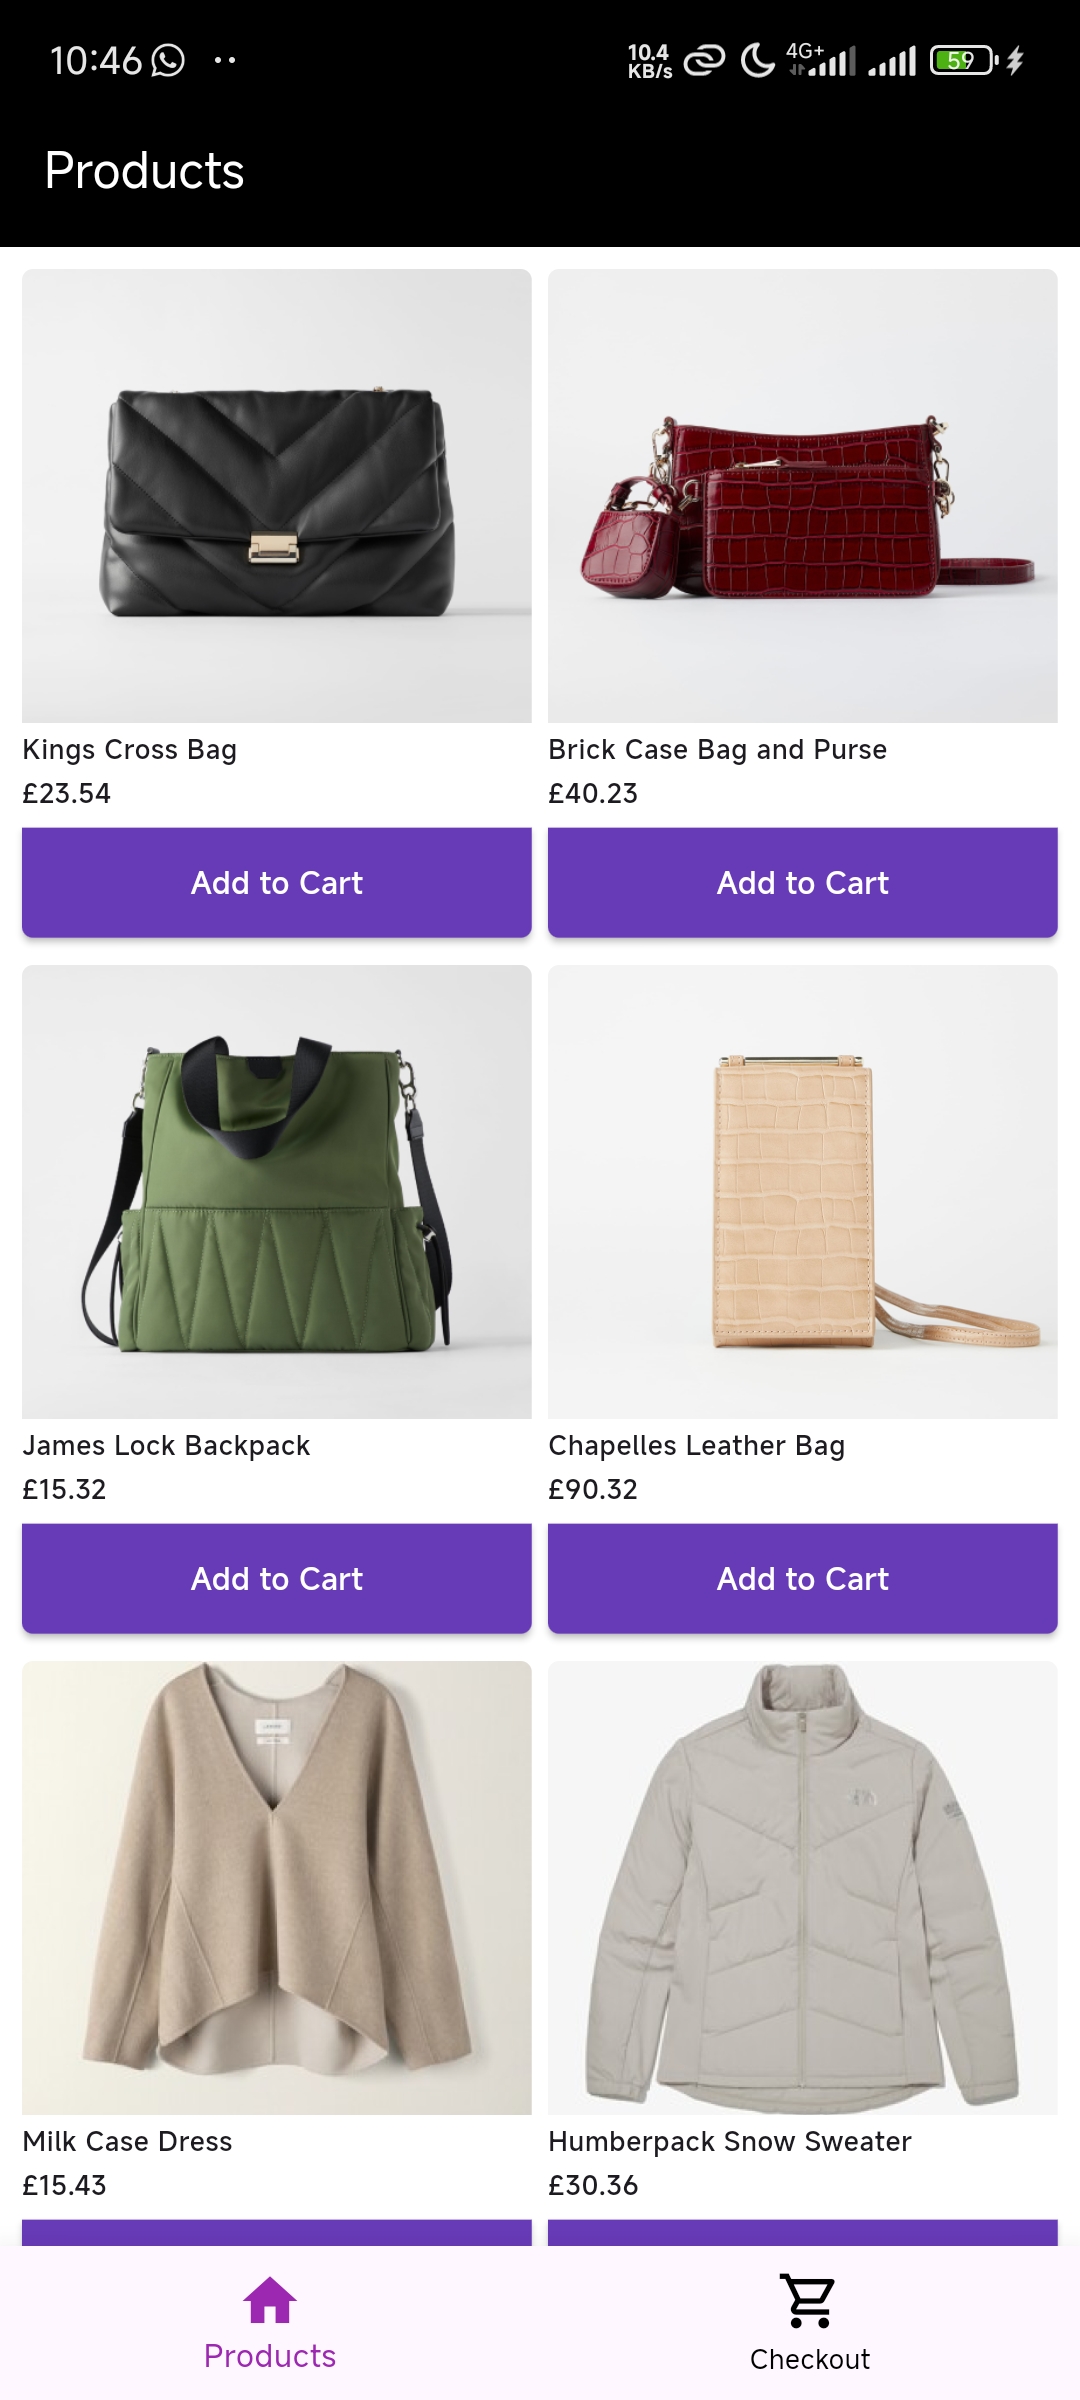 10:46
10.4
KB/s
4G+
59
Products
Kings Cross Bag
£23.54
Add to Cart
Brick Case Bag and Purse
£40.23
Add to Cart
James Lock Backpack
£15.32
Add to Cart
Chapelles Leather Bag
£90.32
Add to Cart
Milk Case Dress
£15.43
Humberpack Snow Sweater
£30.36
Products
Checkout